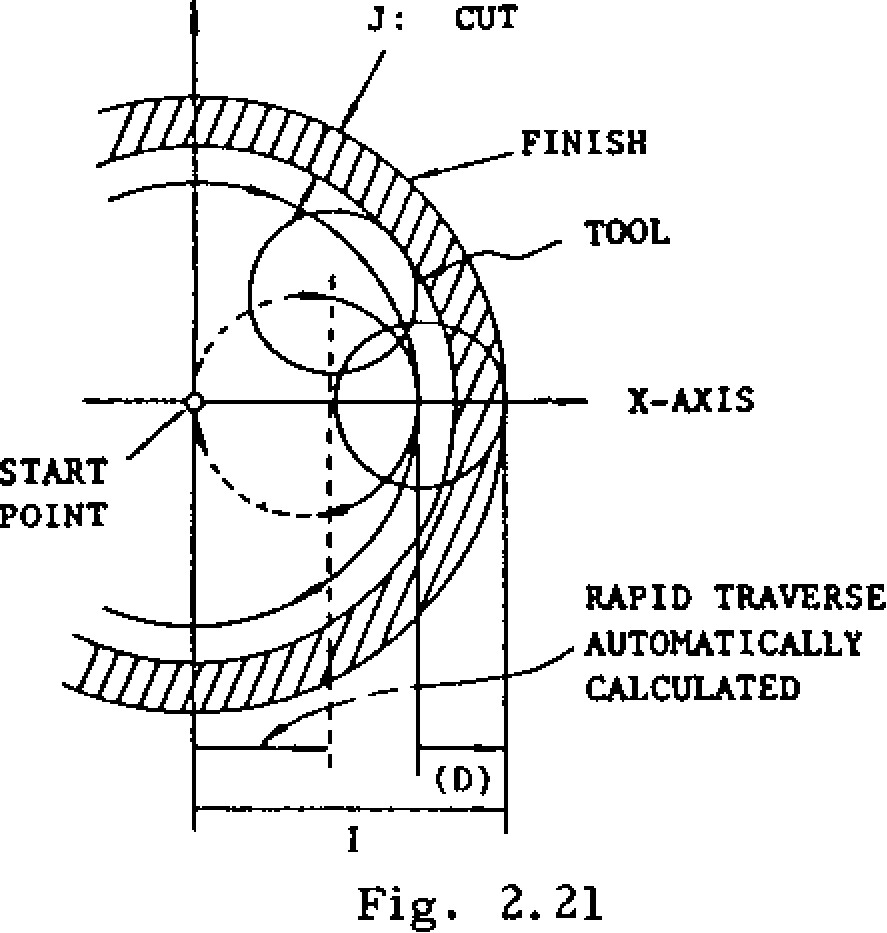 J: CUT
FINISH
TOOL
X-AXIS
START
POINT
RAPID TRAVERSE
AUTOMATICALLY
CALCULATED
(D)
I
Fig. 2.21